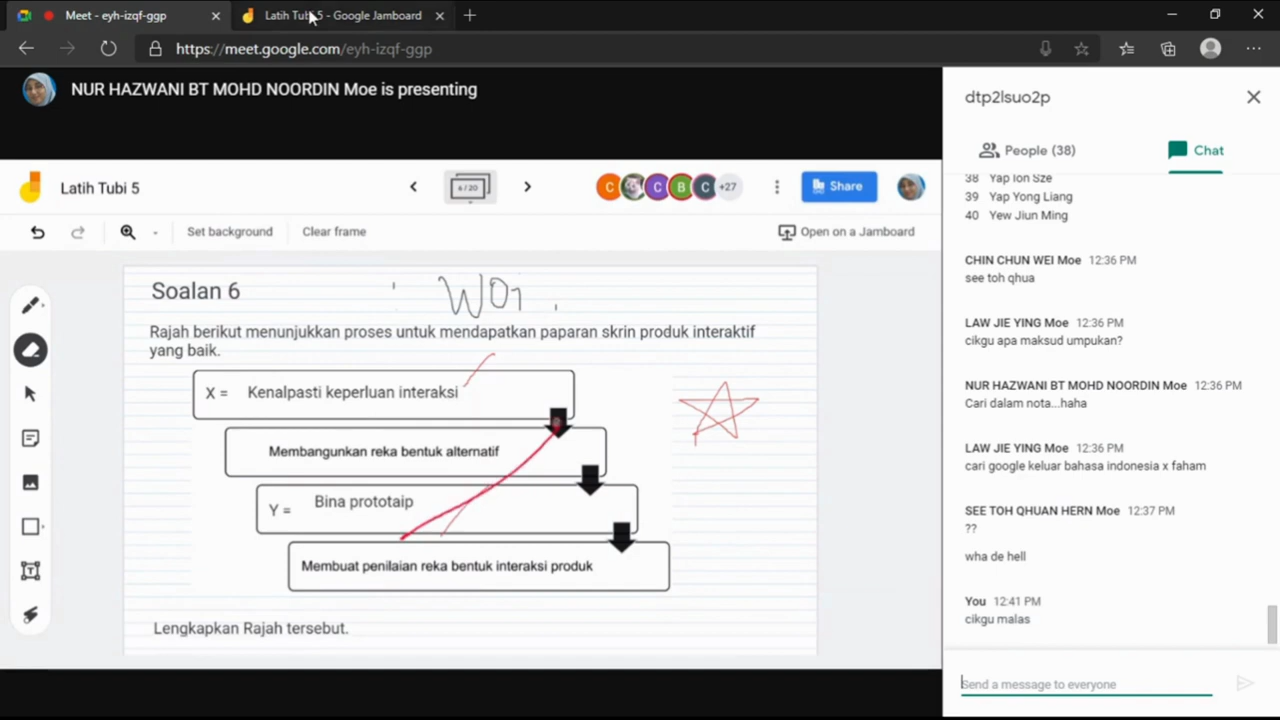 Meet - eyh-izqf-ggp
Latih Tubi 5 - Google Jamboard
https://meet.google.com/eyh-izqf-ggp
NUR HAZWANI BT MOHD NOORDIN Moe is presenting
Latih Tubi 5
6 / 20
C
C
B
C
+27
Share
Set background
Clear frame
Open on a Jamboard
Soalan 6
Rajah berikut menunjukkan proses untuk mendapatkan paparan skrin produk interaktif
yang baik.
X = Kenalpasti keperluan interaksi
Membangunkan reka bentuk alternatif
Y = Bina prototaip
Membuat penilaian reka bentuk interaksi produk
Lengkapkan Rajah tersebut.
dtp2lsuo2p
People (38)
Chat
38 Yap Ion Sze
39 Yap Yong Liang
40 Yew Jiun Ming
CHIN CHUN WEI Moe 12:36 PM
see toh qhua
LAW JIE YING Moe 12:36 PM
cikgu apa maksud umpukan?
NUR HAZWANI BT MOHD NOORDIN Moe 12:36 PM
Cari dalam nota...haha
LAW JIE YING Moe 12:36 PM
cari google keluar bahasa indonesia x faham
SEE TOH QHUAN HERN Moe 12:37 PM
??
wha de hell
You 12:41 PM
cikgu malas
Send a message to everyone